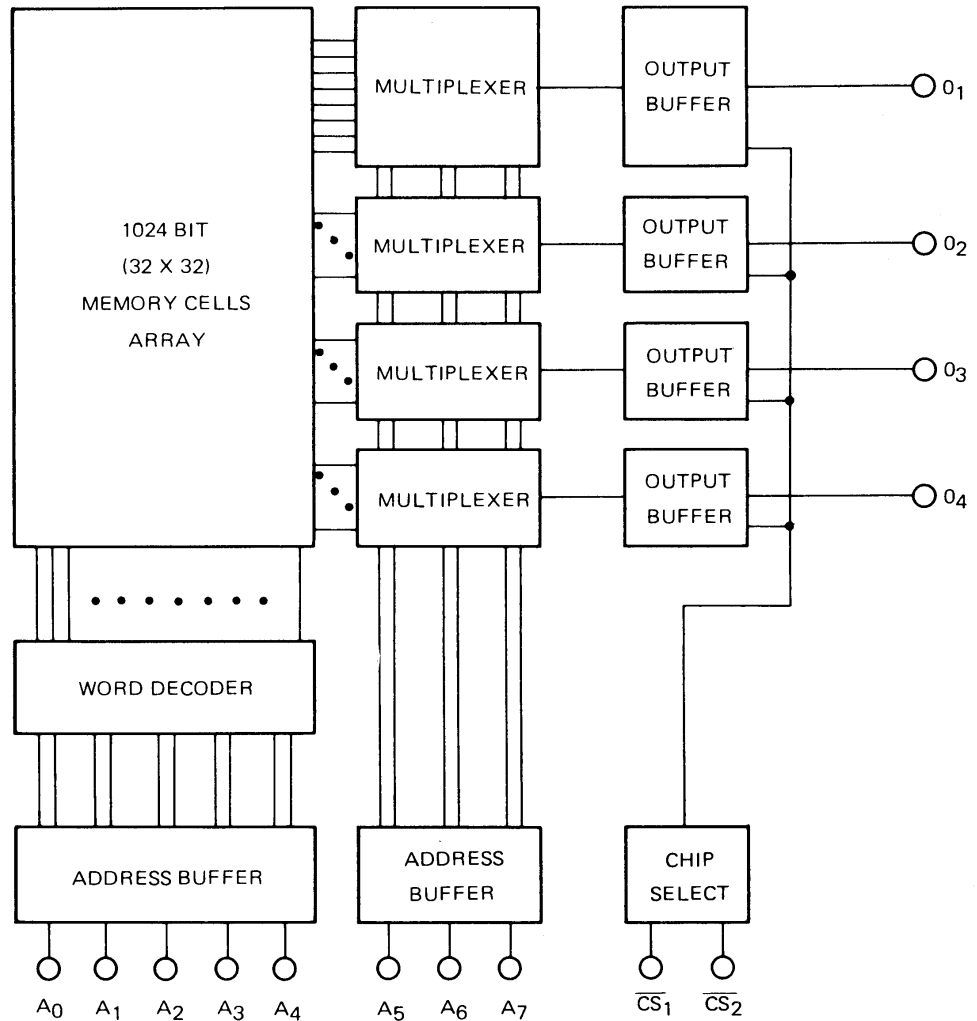 MULTIPLEXER
OUTPUT
BUFFER
O1
1024 BIT
(32 X 32)
MEMORY CELLS
ARRAY
MULTIPLEXER
OUTPUT
BUFFER
O2
MULTIPLEXER
OUTPUT
BUFFER
O3
MULTIPLEXER
OUTPUT
BUFFER
O4
WORD DECODER
ADDRESS BUFFER
ADDRESS
BUFFER
CHIP
SELECT
A0 A1 A2 A3 A4 A5 A6 A7 C̅S̅1 C̅S̅2